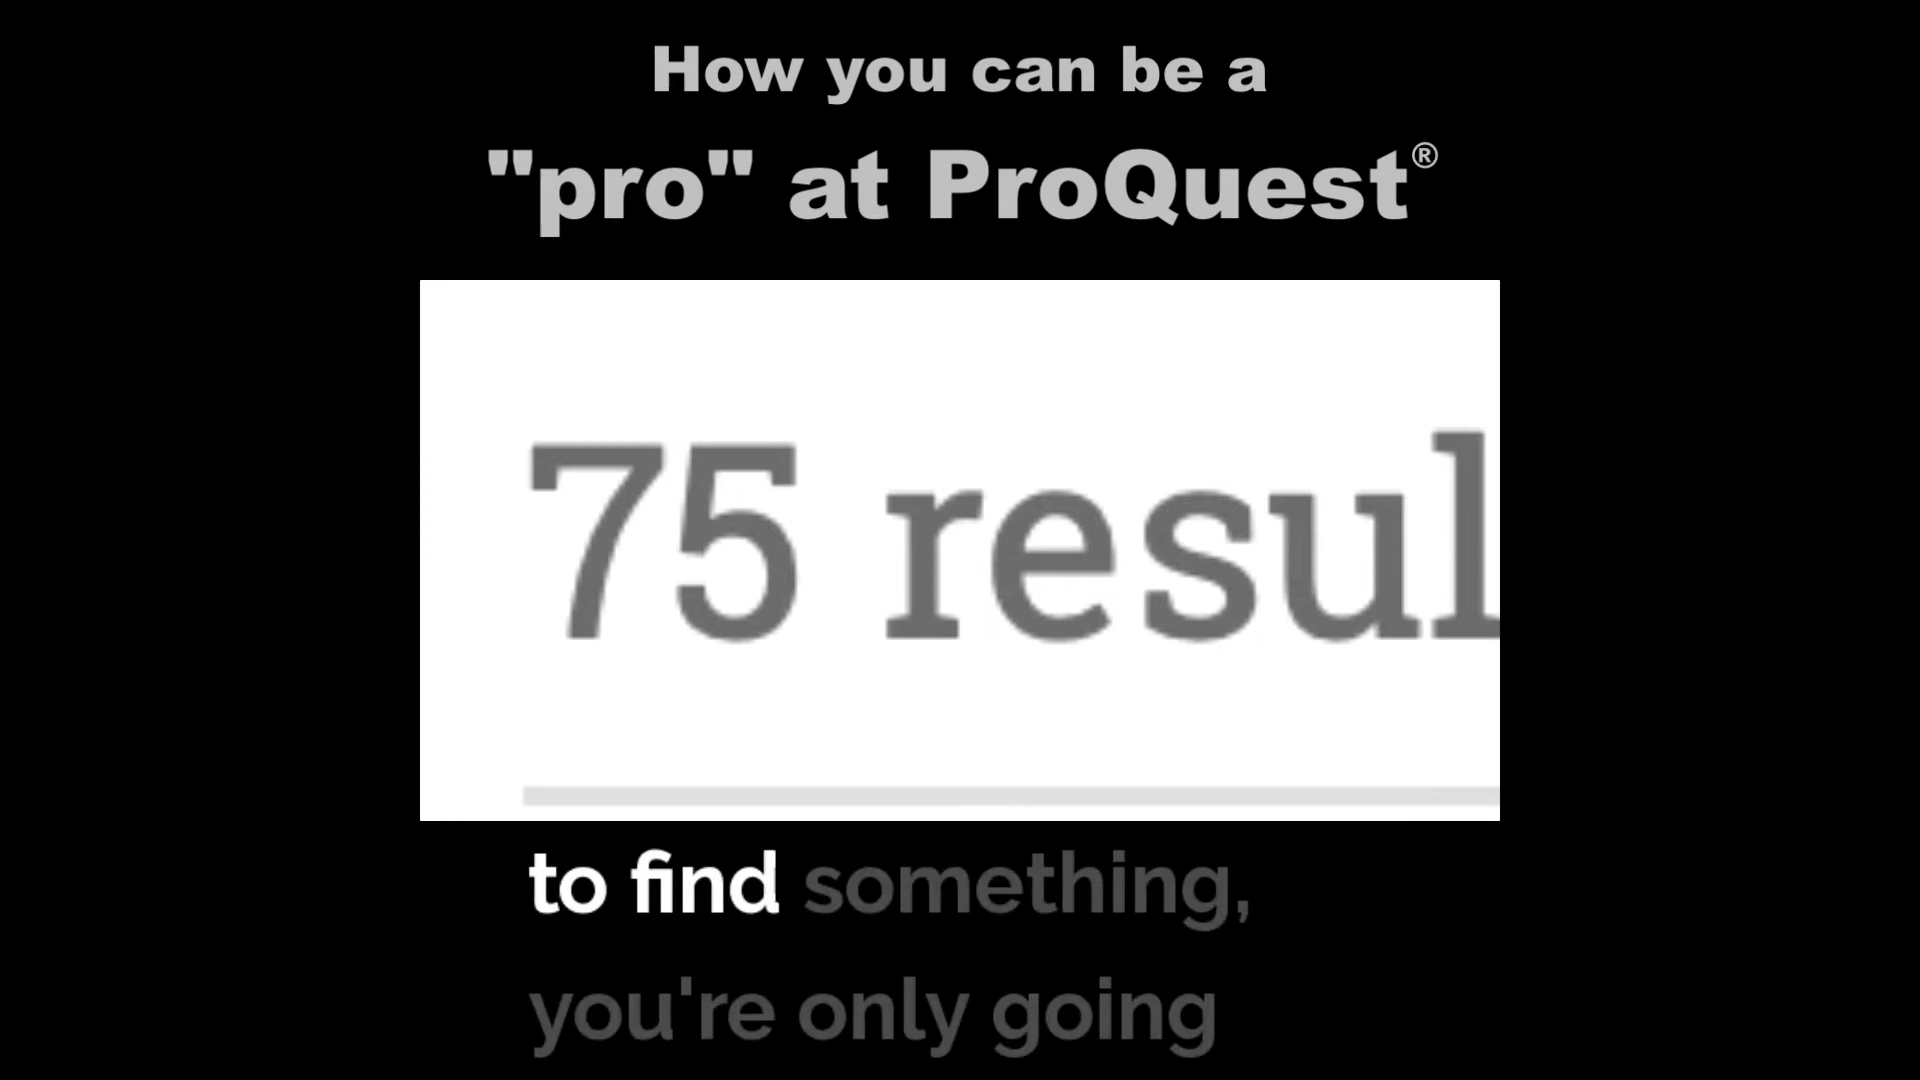 How you can be a
"pro" at ProQuest®
75 resul
to find something,
you're only going